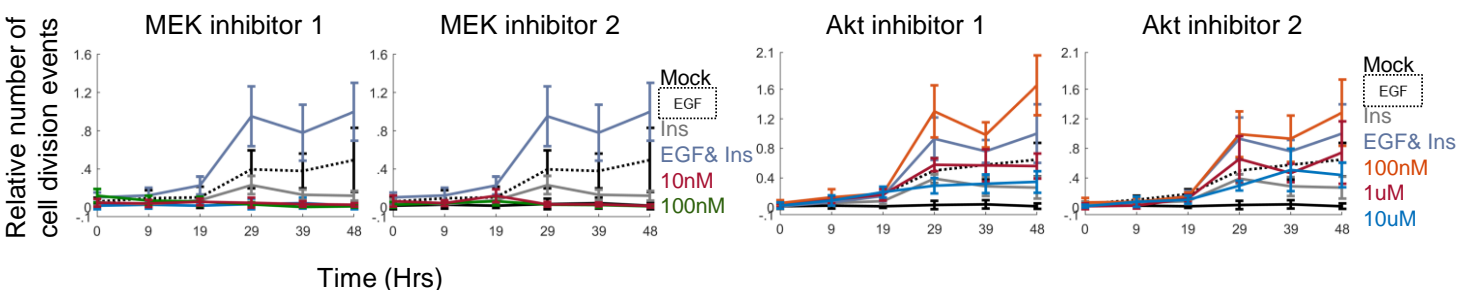 Relative number of
cell division events
MEK inhibitor 1
1.6
1.2
.8
.4
0
-.1
0 9 19 29 39 48
MEK inhibitor 2
1.6
1.2
.8
.4
0
-.1
0 9 19 29 39 48
Mock
EGF
Ins
EGF& Ins
10nM
100nM
Akt inhibitor 1
2.1
1.6
1.2
0.8
0.4
0
-.1
0 9 19 29 39 48
Akt inhibitor 2
2.1
1.6
1.2
0.8
0.4
0
-.1
0 9 19 29 39 48
Mock
EGF
Ins
EGF& Ins
100nM
1uM
10uM
Time (Hrs)